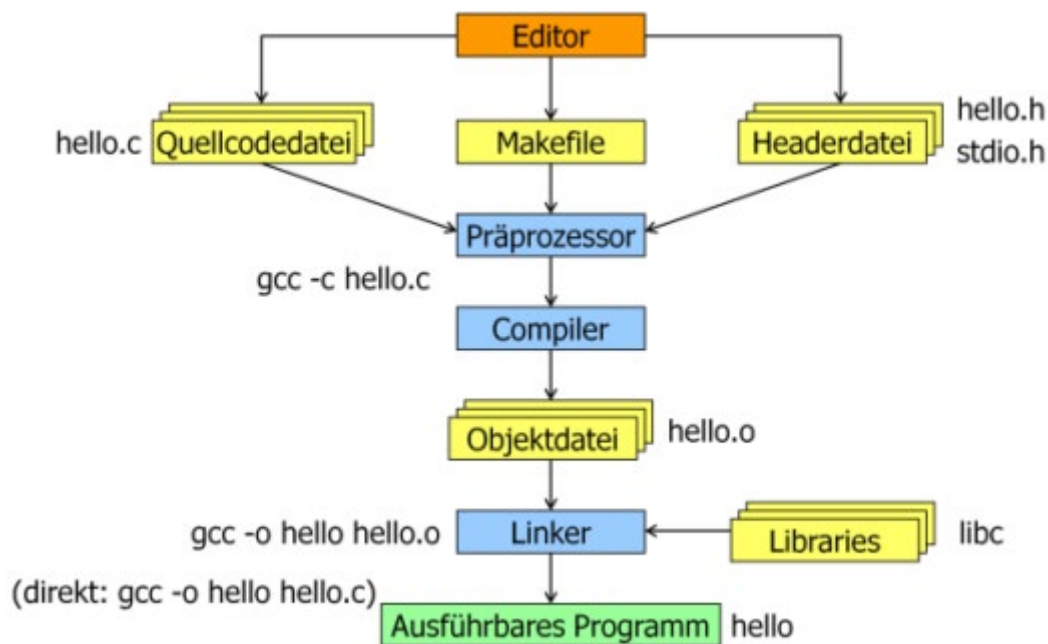 Editor
hello.c
Quellcodedatei
Makefile
Headerdatei
hello.h
stdio.h
Präprozessor
gcc -c hello.c
Compiler
Objektdatei
hello.o
gcc -o hello hello.o
Linker
Libraries
libc
(direkt: gcc -o hello hello.c)
Ausführbares Programm
hello